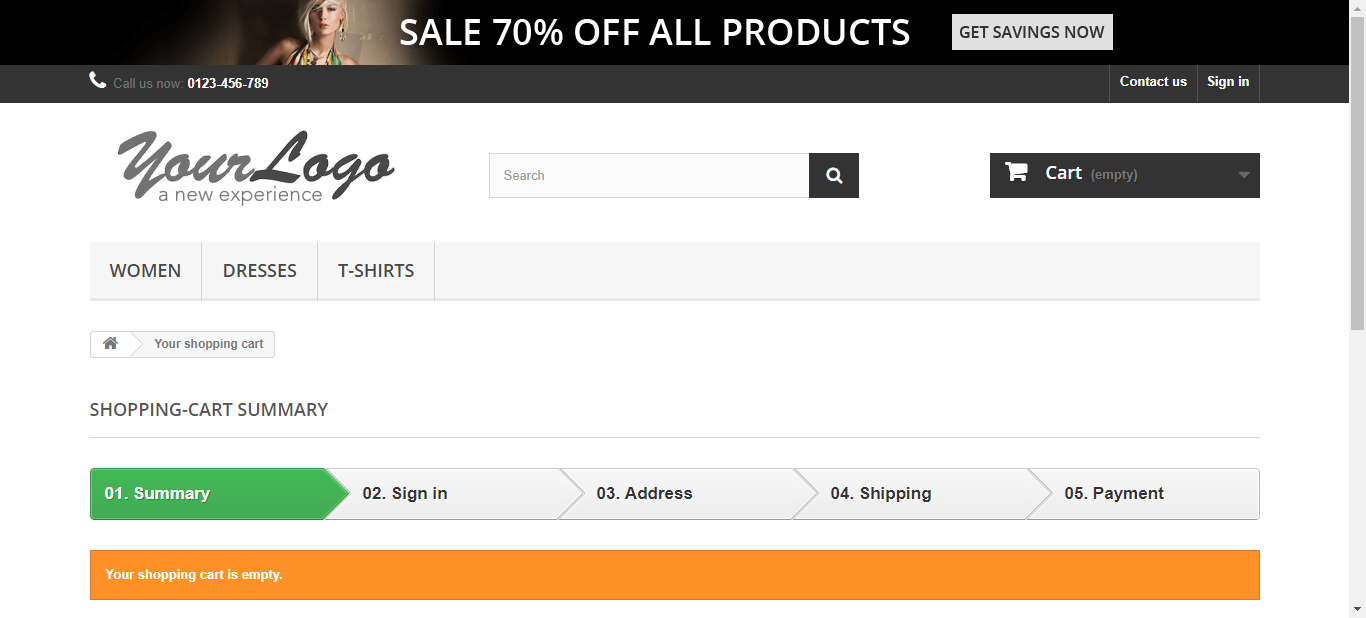 SALE 70% OFF ALL PRODUCTS GET SAVINGS NOW
Call us now: 0123-456-789 Contact us Sign in
Your Logo
a new experience
Search
Cart (empty)
WOMEN DRESSES T-SHIRTS
Your shopping cart
SHOPPING-CART SUMMARY
01. Summary 02. Sign in 03. Address 04. Shipping 05. Payment
Your shopping cart is empty.